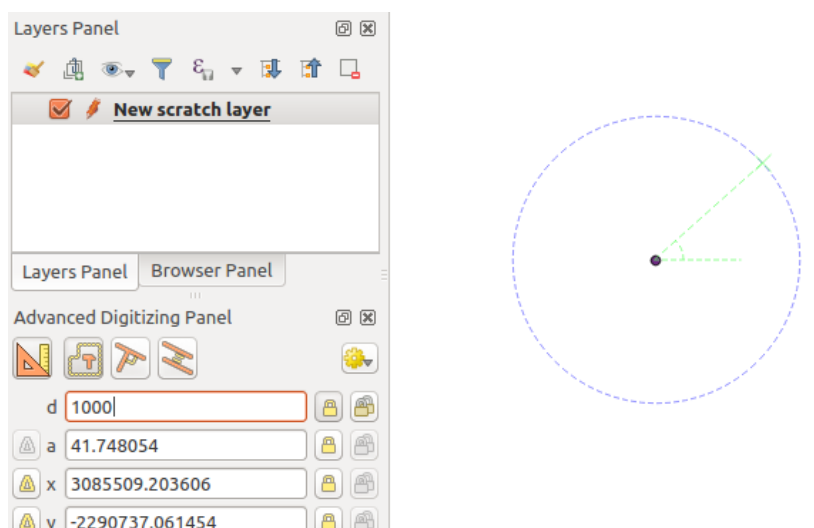 Layers Panel
New scratch layer
Layers Panel Browser Panel
Advanced Digitizing Panel
d 1000
a 41.748054
x 3085509.203606
y -2290737.061454